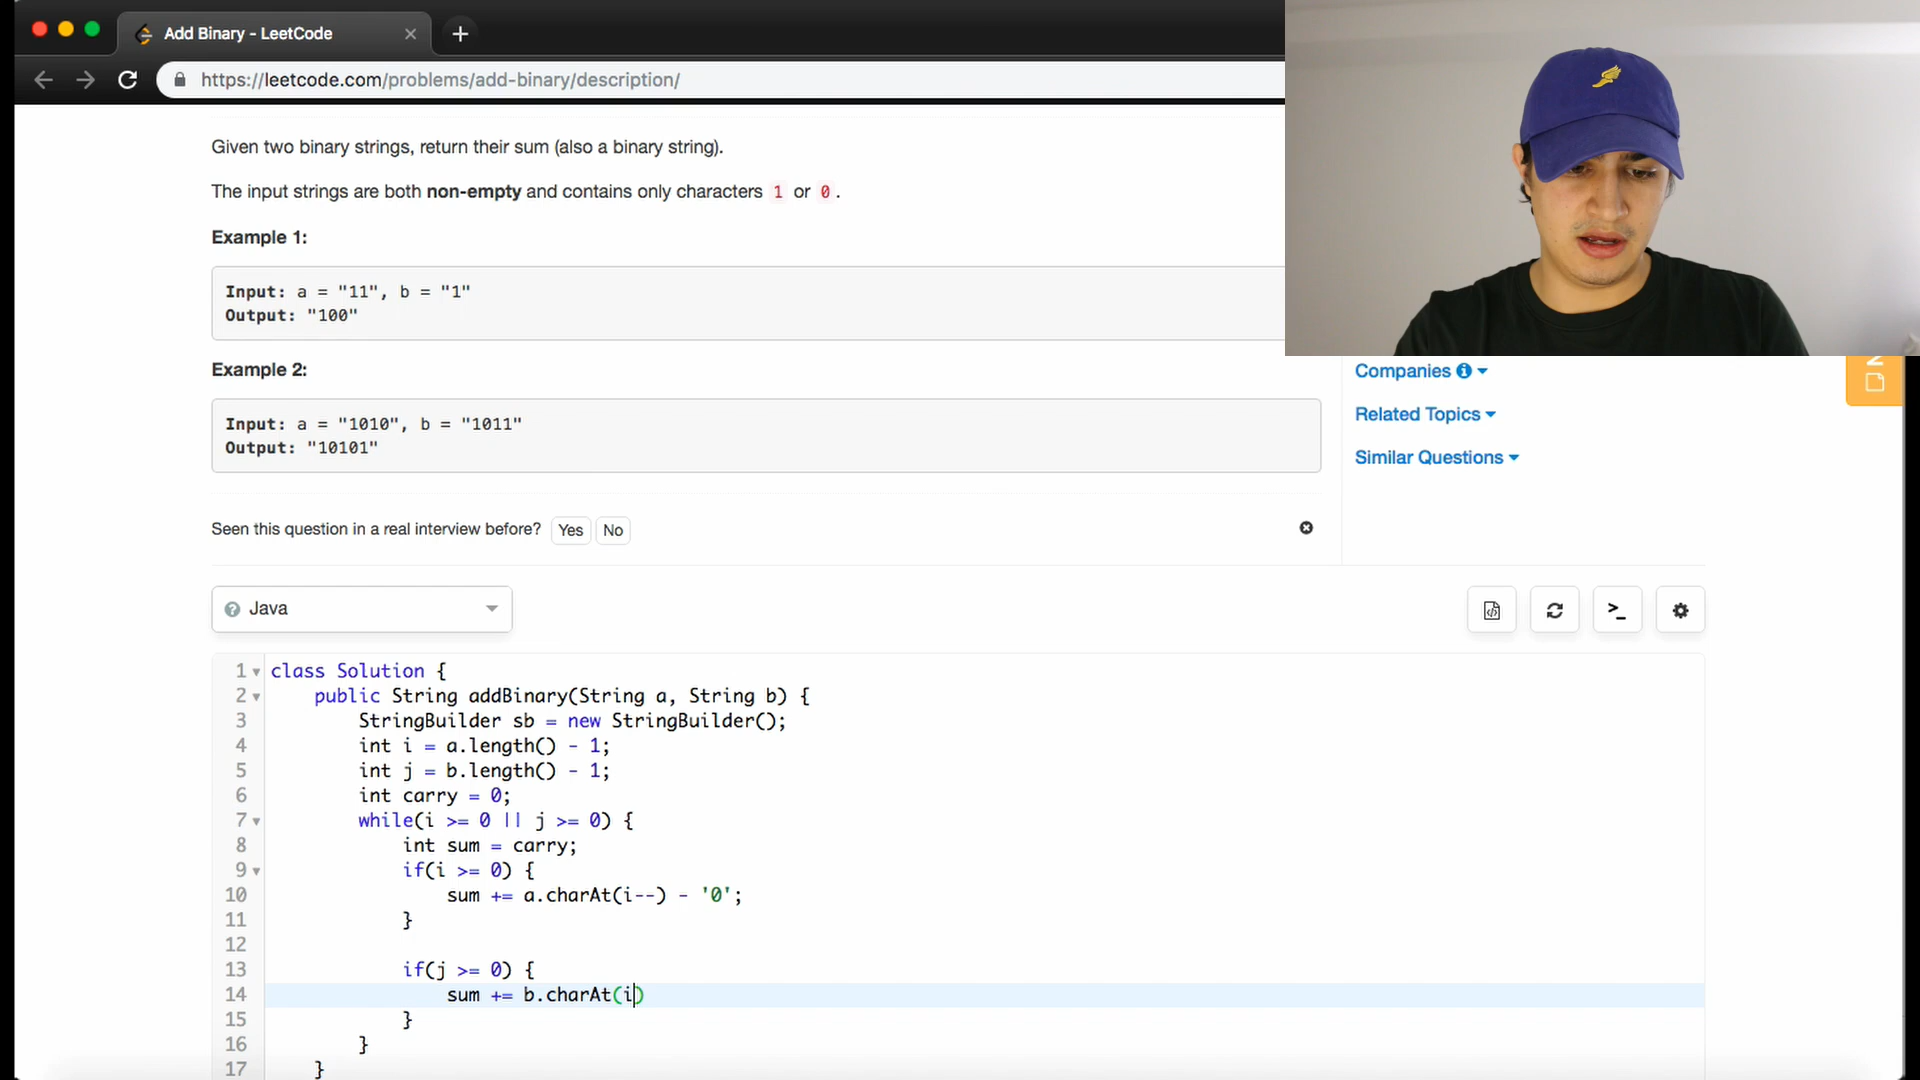 Add Binary - LeetCode
https://leetcode.com/problems/add-binary/description/
Given two binary strings, return their sum (also a binary string).
The input strings are both non-empty and contains only characters 1 or 0.
Example 1:
Input: a = "11", b = "1"
Output: "100"
Example 2:
Input: a = "1010", b = "1011"
Output: "10101"
Companies
Related Topics
Similar Questions
Seen this question in a real interview before? Yes No
Java
1 class Solution {
2 public String addBinary(String a, String b) {
3 StringBuilder sb = new StringBuilder();
4 int i = a.length() - 1;
5 int j = b.length() - 1;
6 int carry = 0;
7 while(i >= 0 || j >= 0) {
8 int sum = carry;
9 if(i >= 0) {
10 sum += a.charAt(i--) - '0';
11 }
12
13 if(j >= 0) {
14 sum += b.charAt(i)
15 }
16 }
17 }